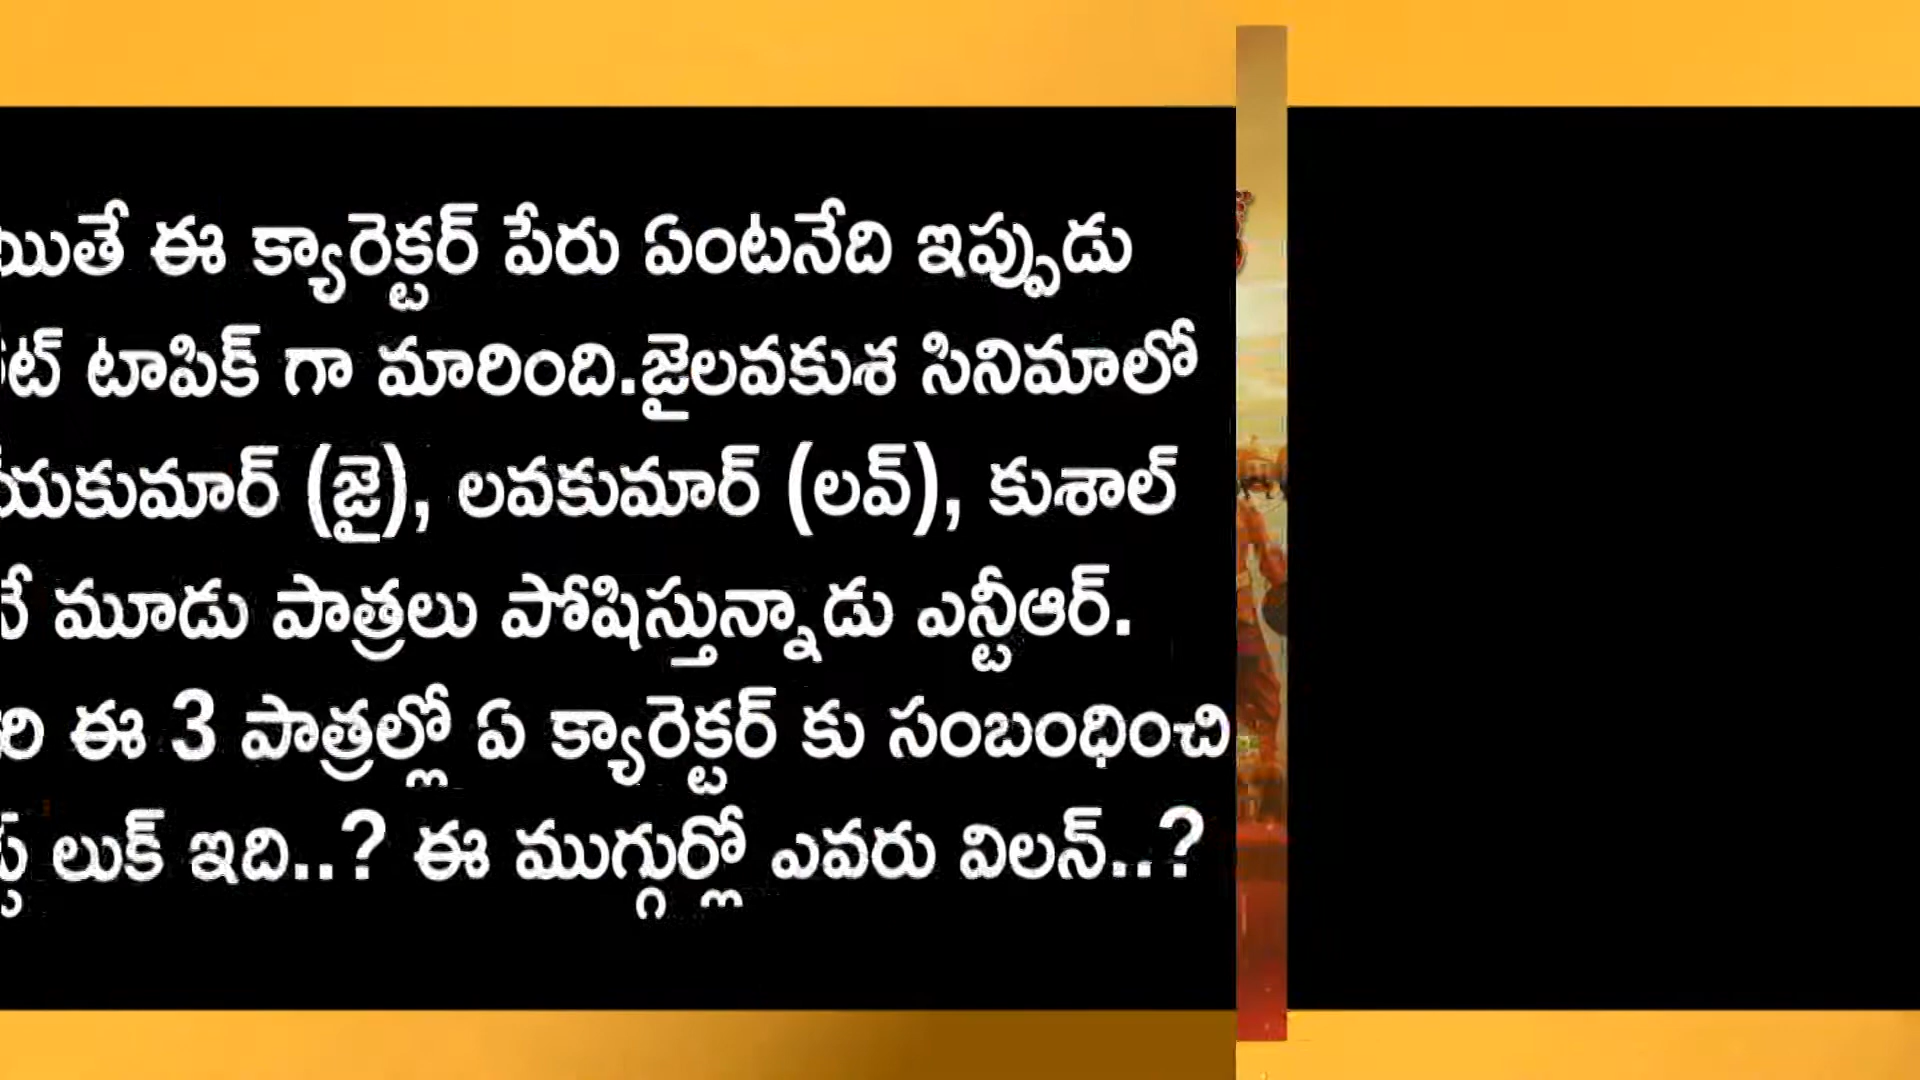 ఈ క్యారెక్టర్ పేరు ఏంటనేది ఇప్పుడు
టాపిక్ గా మారింది.జైలవకుశ సినిమాలో
(జై), లవకుమార్ (లవ్), కుశాల్
మూడు పాత్రలు పోషిస్తున్నాడు ఎన్టీఆర్.
ఈ 3 పాత్రల్లో ఏ క్యారెక్టర్ కు సంబంధించి
లుక్ ఇది..? ఈ ముగ్గుర్లో ఎవరు విలన్..?